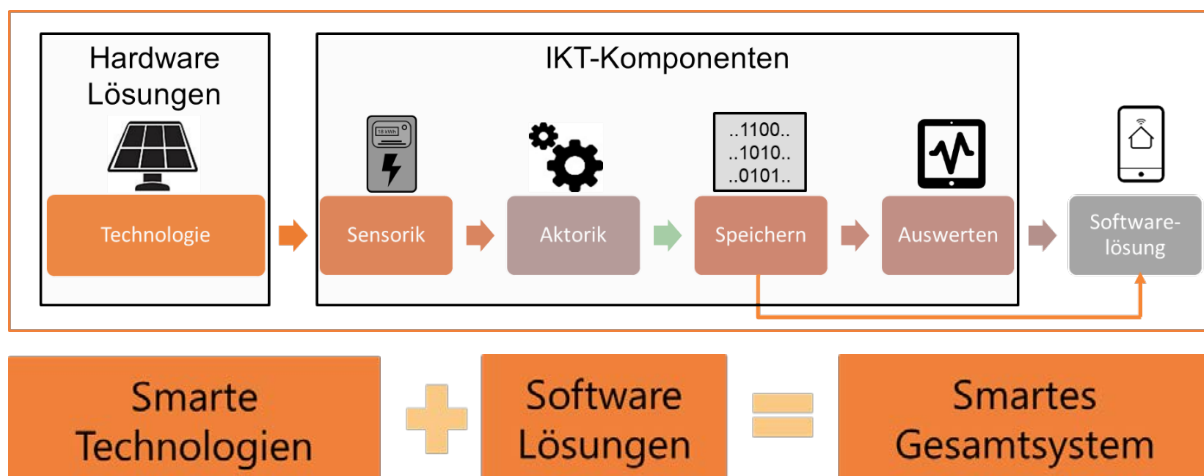 Hardware
Lösungen
IKT-Komponenten
..1100..
..1010..
..0101..
Technologie
Sensorik
Aktorik
Speichern
Auswerten
Software-
lösung
Smarte
Technologien
Software
Lösungen
Smartes
Gesamtsystem